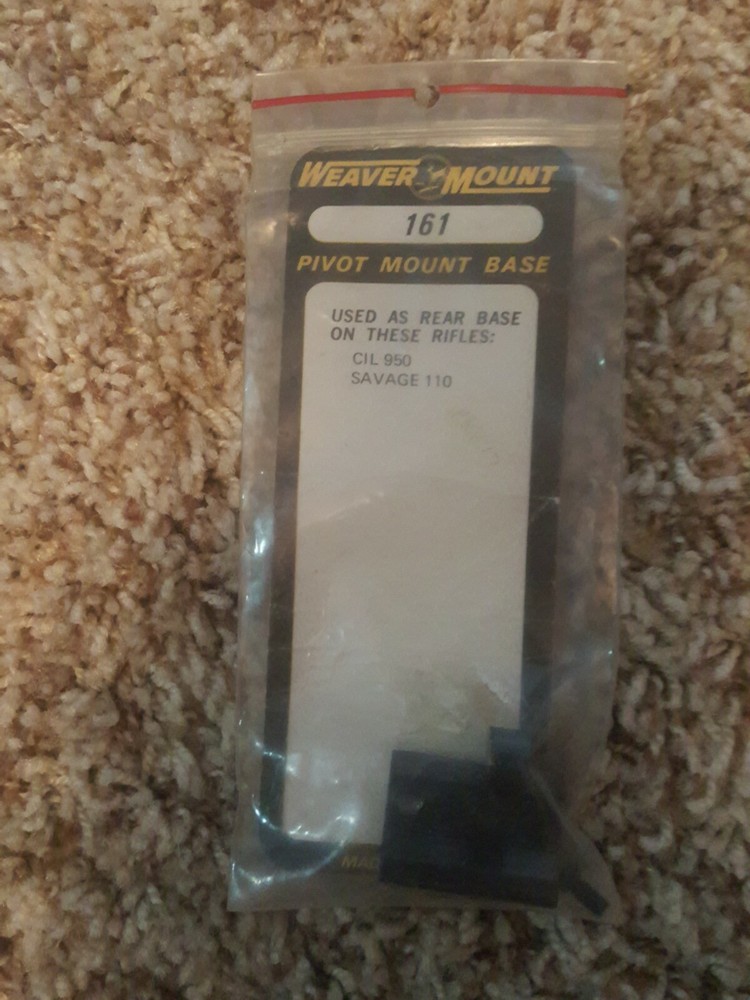 WEAVER MOUNT
161
PIVOT MOUNT BASE
USED AS REAR BASE
ON THESE RIFLES:
CIL 950
SAVAGE 110